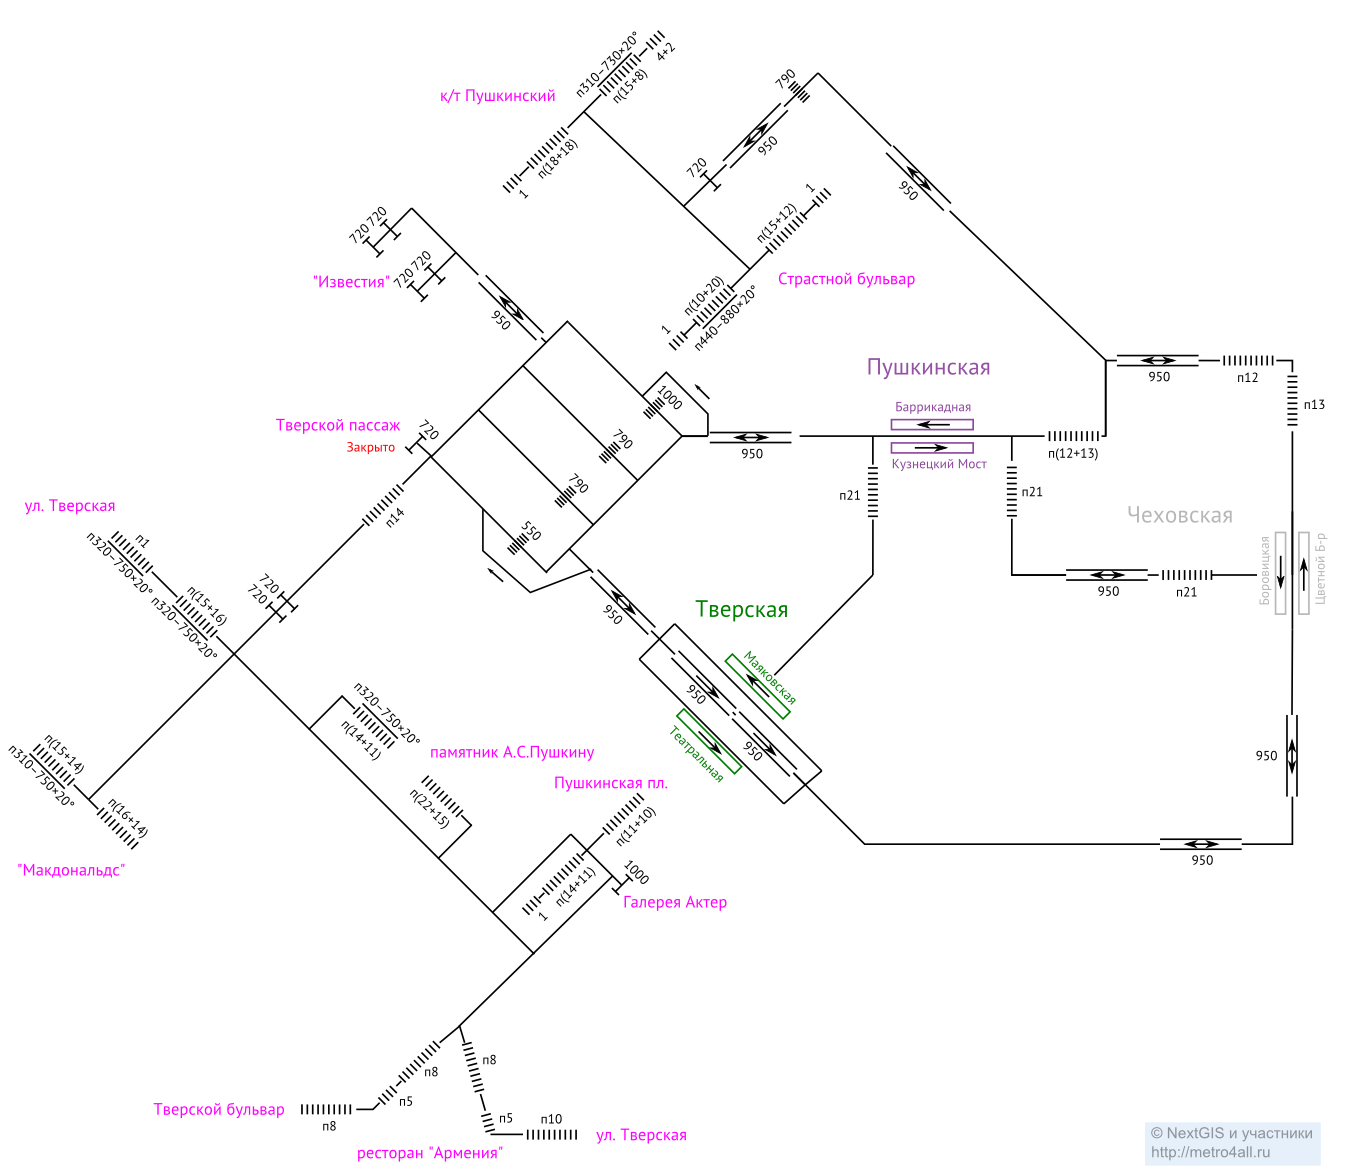 п310–730×20°
4+2
п(15+8)
к/т Пушкинский
п(18+18)
1
790
950
720
950
п(15+12)
1
720 720
720 720
"Известия"
950
Страстной бульвар
п(10+20)
п440–880×20°
1
Пушкинская
Баррикадная
Кузнецкий Мост
950
п12
п13
1000
950
п(12+13)
790
790
550
Тверской пассаж
Закрыто
720
п14
п21
п21
Чеховская
Боровицкая
Цветной Б-р
950
п21
ул. Тверская
п1
п320–750×20°
п(15+16)
п320–750×20°
720
720
950
Тверская
Маяковская
Театральная
950
950
950
950
п320–750×20°
п(14+11)
памятник А.С.Пушкину
п(22+15)
Пушкинская пл.
п(11+10)
п(14+11)
1
1000
Галерея Актер
п(15+14)
п310–750×20°
п(16+14)
"Макдональдс"
п8
п8
п5
п5
п10
Тверской бульвар
п8
ул. Тверская
ресторан "Армения"
© NextGIS и участники
http://metro4all.ru